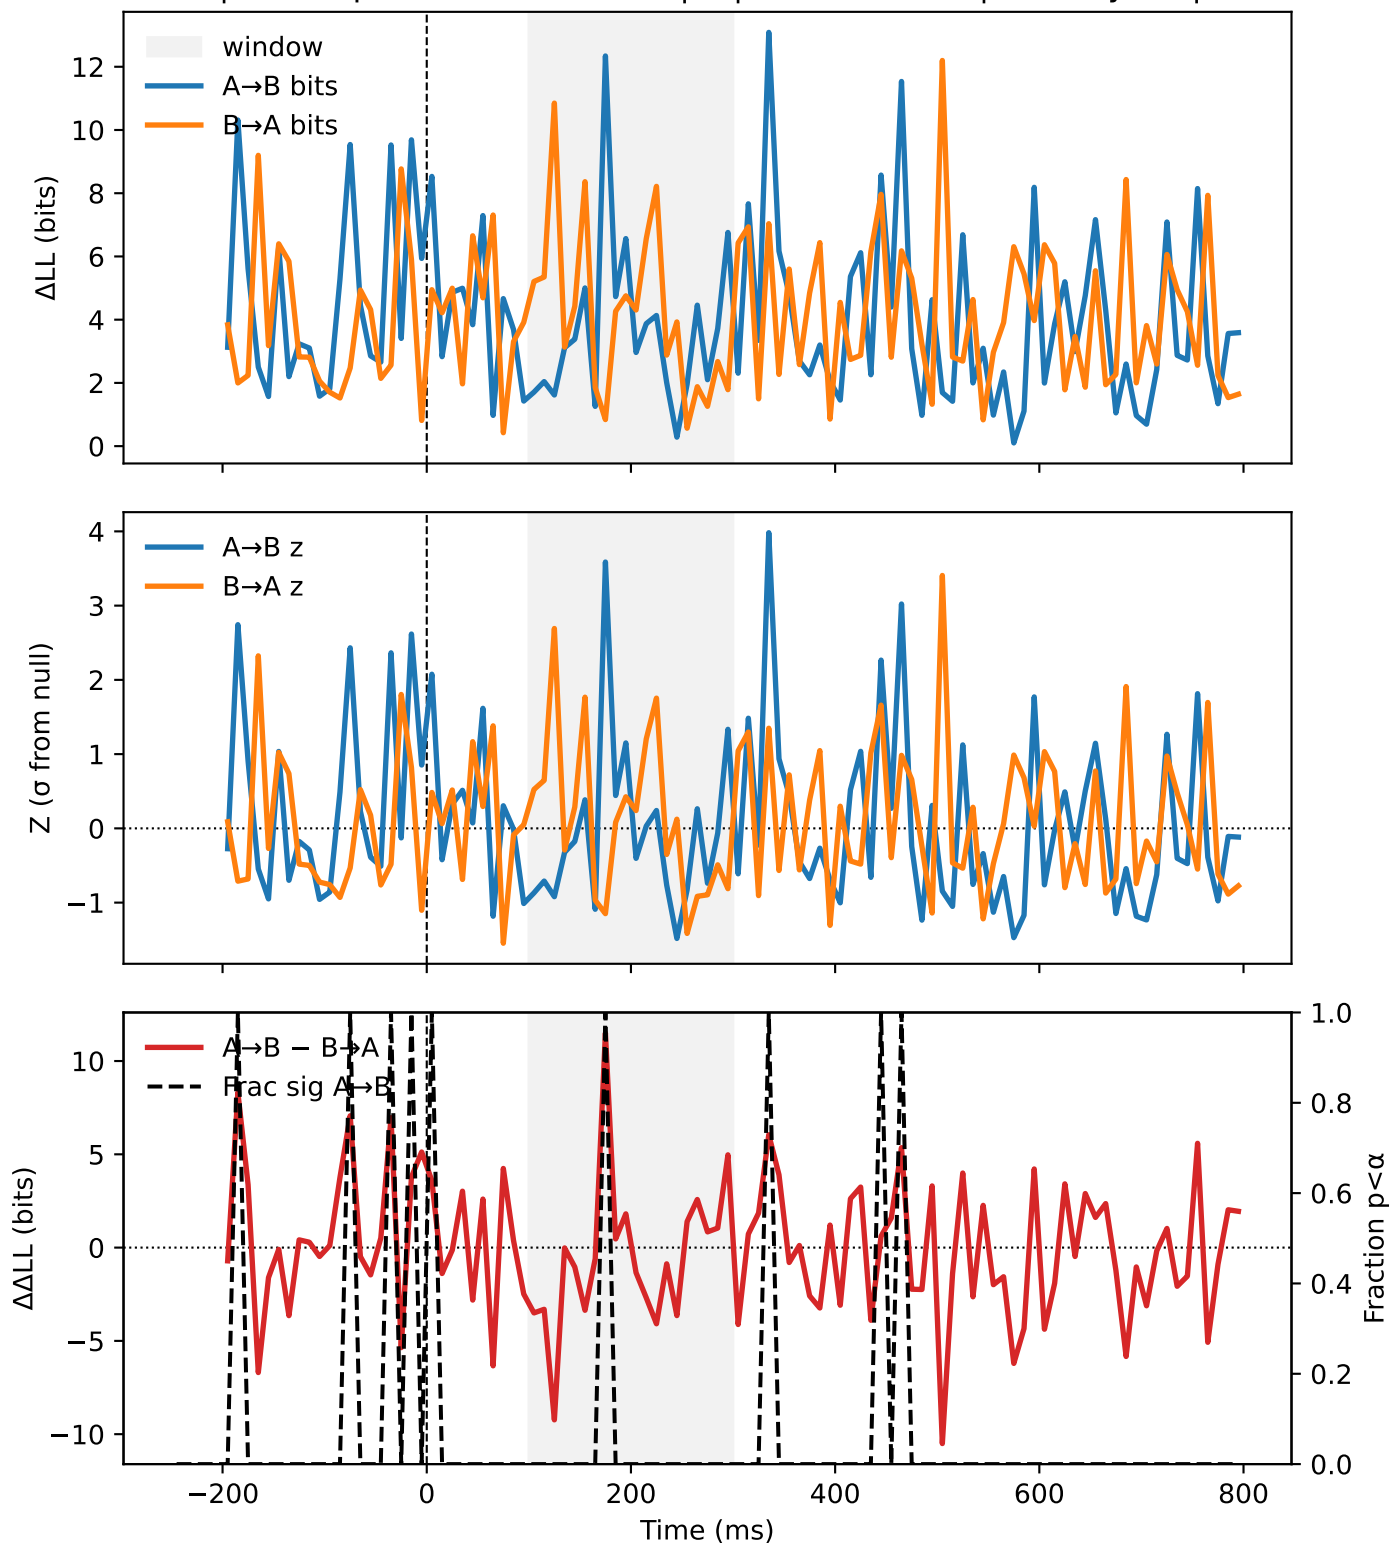 window
A→B bits
B→A bits
12
10
8
6
4
2
0
ΔLL (bits)
A→B z
B→A z
4
3
2
1
0
−1
Z (σ from null)
A→B − B→A
Frac sig A→B
10
5
0
−5
−10
ΔΔLL (bits)
1.0
0.8
0.6
0.4
0.2
0.0
Fraction p<α
−200 0 200 400 600 800
Time (ms)